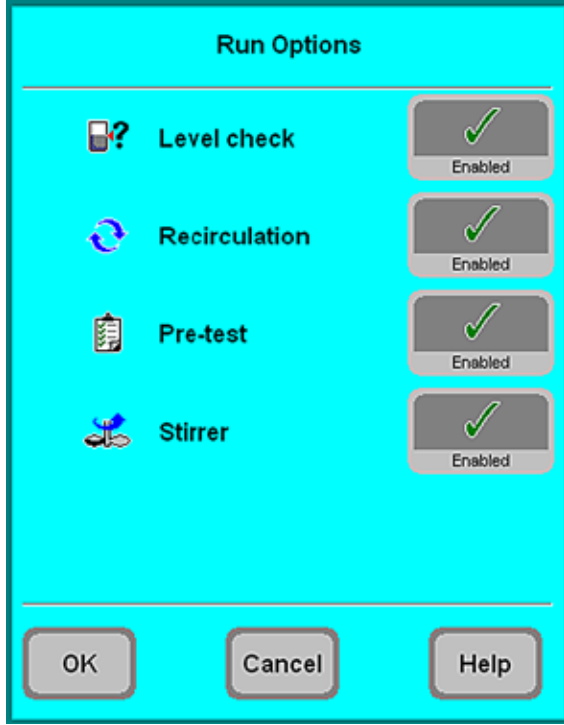 Run Options
Level check
Enabled
Recirculation
Enabled
Pre-test
Enabled
Stirrer
Enabled
OK
Cancel
Help